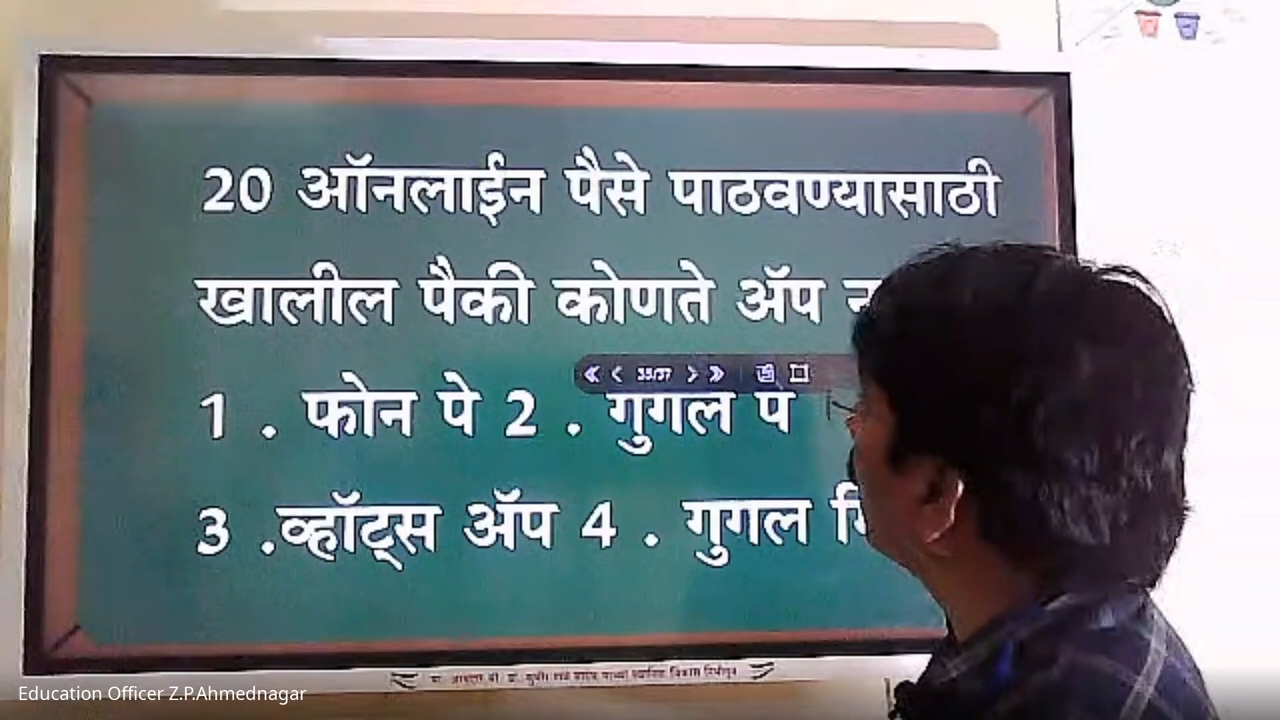 20 ऑनलाईन पैसे पाठवण्यासाठी
खालील पैकी कोणते ॲप
35/37
1 . फोन पे 2 . गुगल पे
3 .व्हॉट्स ॲप 4 . गुगल
Education Officer Z.P.Ahmednagar